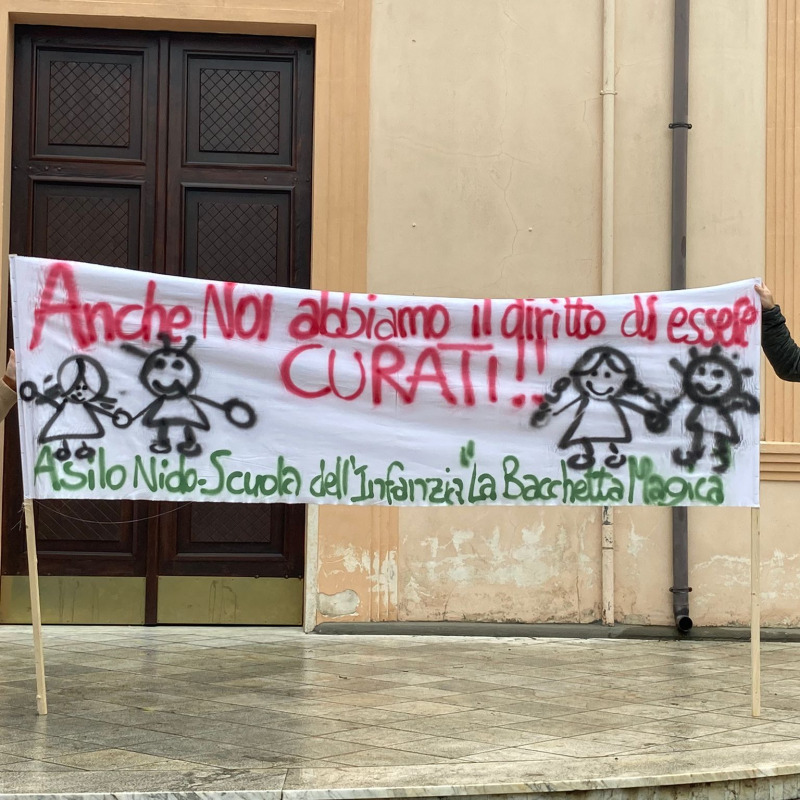 Anche Noi abbiamo il diritto di essere
CURATI!!
Asilo Nido-Scuola dell'Infanzia "La Bacchetta Magica"